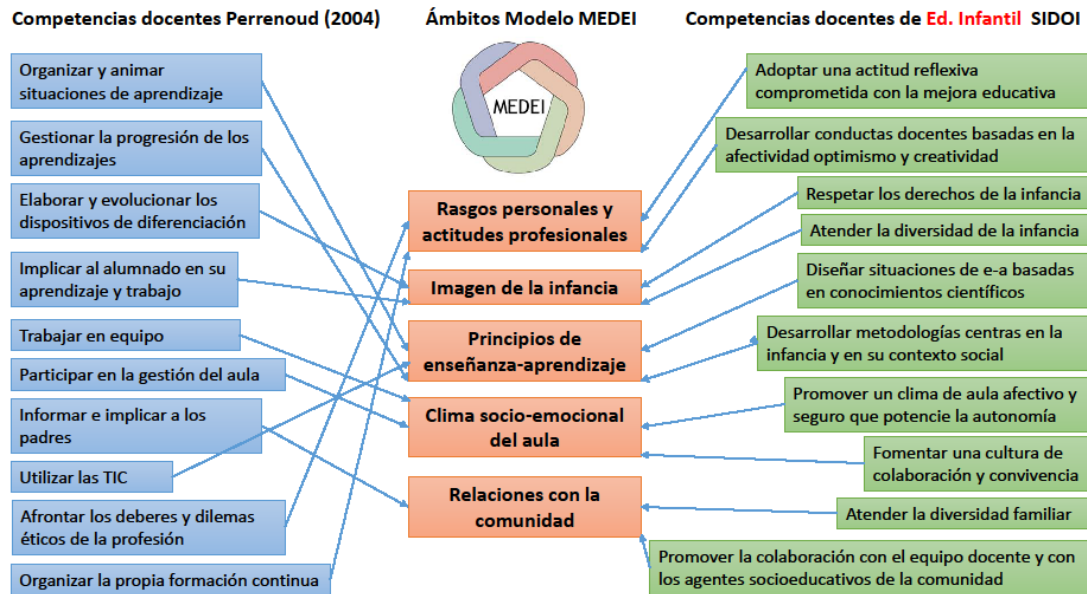 Competencias docentes Perrenoud (2004)
Ámbitos Modelo MEDEI
Competencias docentes de Ed. Infantil SIDOI
Organizar y animar
situaciones de aprendizaje
Gestionar la progresión de los
aprendizajes
Elaborar y evolucionar los
dispositivos de diferenciación
Implicar al alumnado en su
aprendizaje y trabajo
Trabajar en equipo
Participar en la gestión del aula
Informar e implicar a los
padres
Utilizar las TIC
Afrontar los deberes y dilemas
éticos de la profesión
Organizar la propia formación continua
MEDEI
Rasgos personales y
actitudes profesionales
Imagen de la infancia
Principios de
enseñanza-aprendizaje
Clima socio-emocional
del aula
Relaciones con la
comunidad
Adoptar una actitud reflexiva
comprometida con la mejora educativa
Desarrollar conductas docentes basadas en la
afectividad optimismo y creatividad
Respetar los derechos de la infancia
Atender la diversidad de la infancia
Diseñar situaciones de e-a basadas
en conocimientos científicos
Desarrollar metodologías centras en la
infancia y en su contexto social
Promover un clima de aula afectivo y
seguro que potencie la autonomía
Fomentar una cultura de
colaboración y convivencia
Atender la diversidad familiar
Promover la colaboración con el equipo docente y con
los agentes socioeducativos de la comunidad